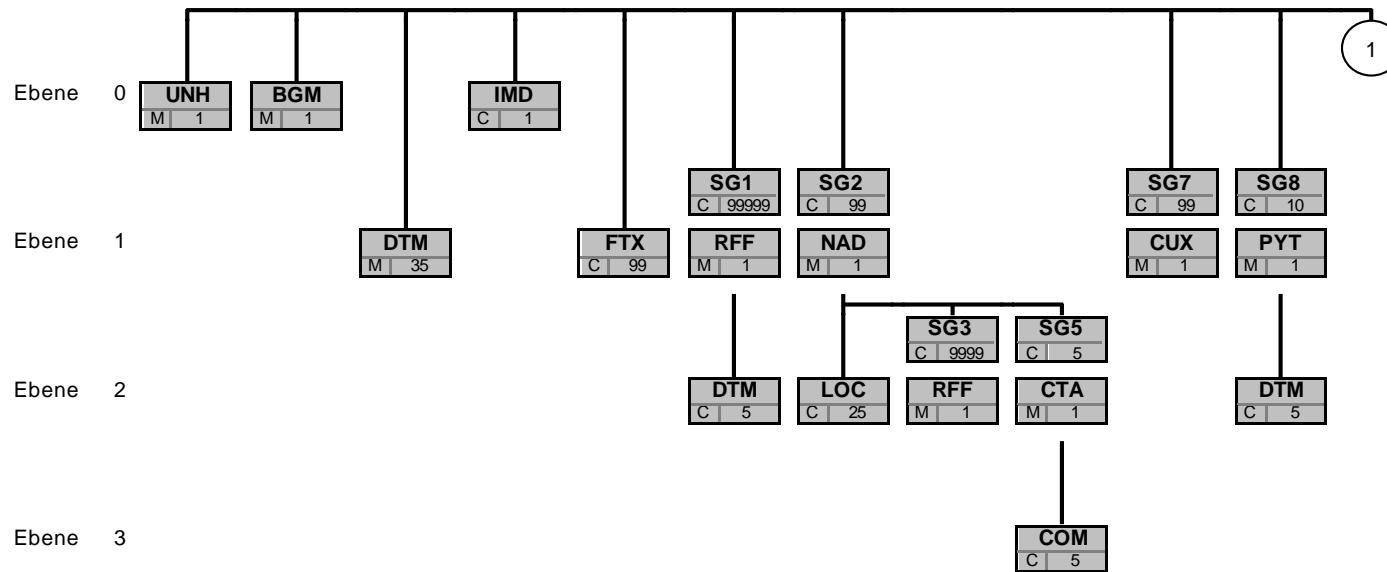 1
Ebene 0 UNH BGM IMD
M 1 M 1 C 1
SG1 SG2 SG7 SG8
C 99999 C 99 C 99 C 10
Ebene 1 DTM FTX RFF NAD CUX PYT
M 35 C 99 M 1 M 1 M 1 M 1
SG3 SG5
C 9999 C 5
Ebene 2 DTM LOC RFF CTA DTM
C 5 C 25 M 1 M 1 C 5
Ebene 3 COM
C 5